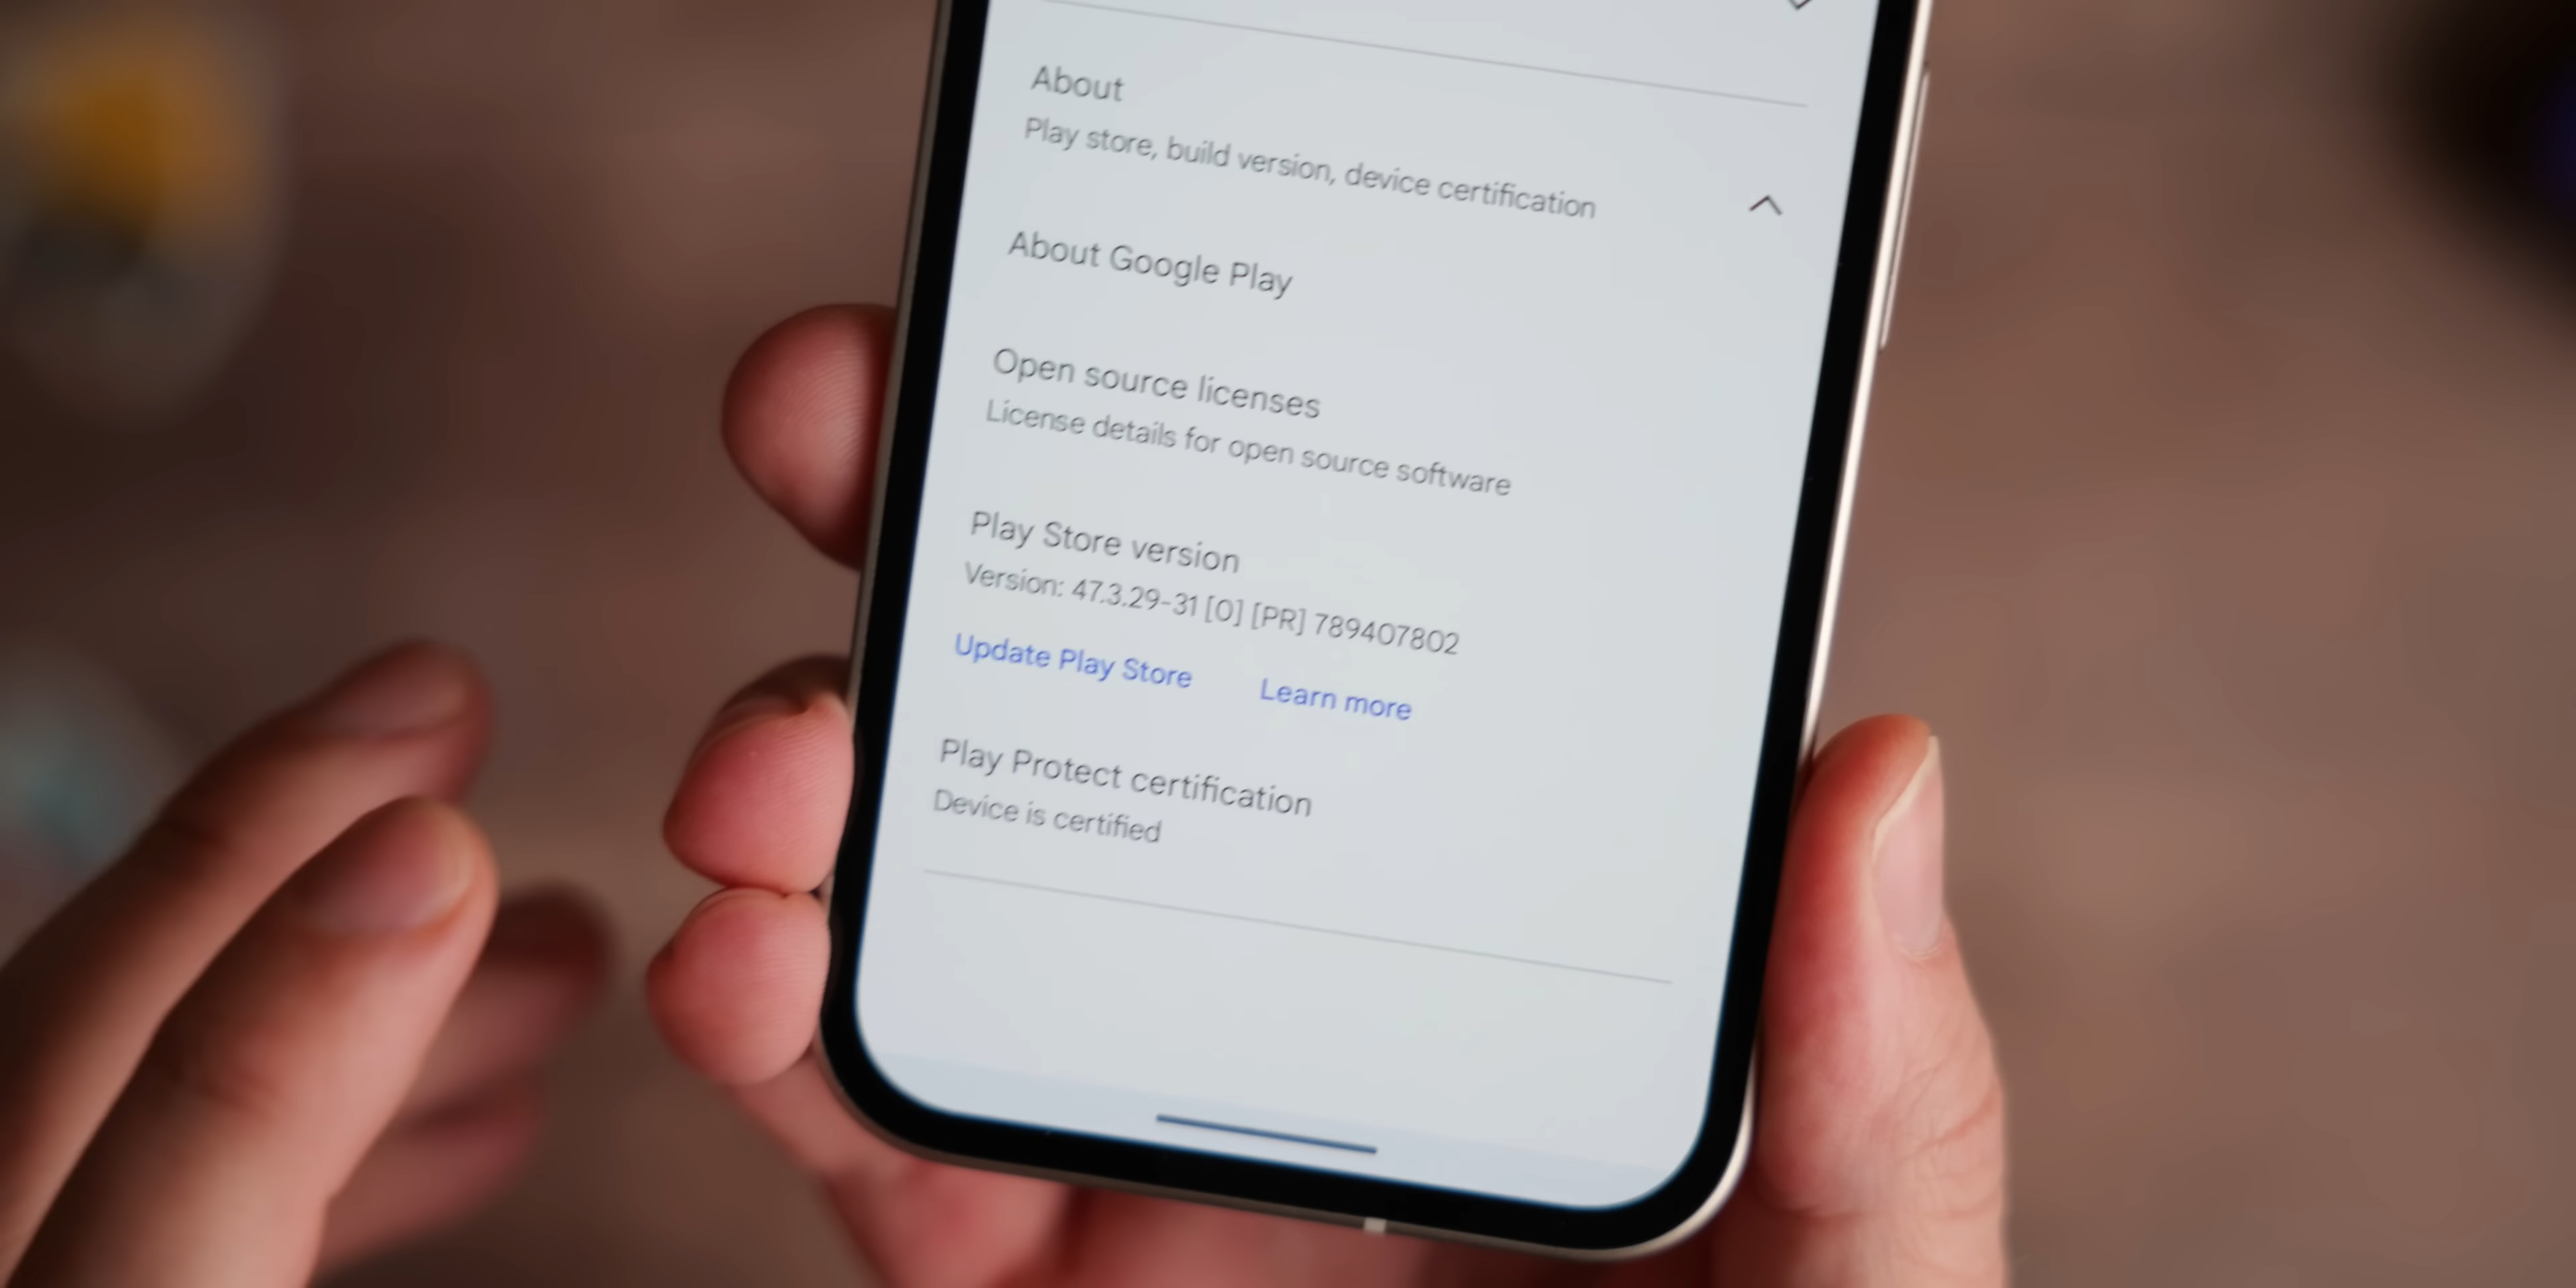 About
Play store, build version, device certification
About Google Play
Open source licenses
License details for open source software
Play Store version
Version: 47.3.29-31 [0] [PR] 789407802
Update Play Store Learn more
Play Protect certification
Device is certified